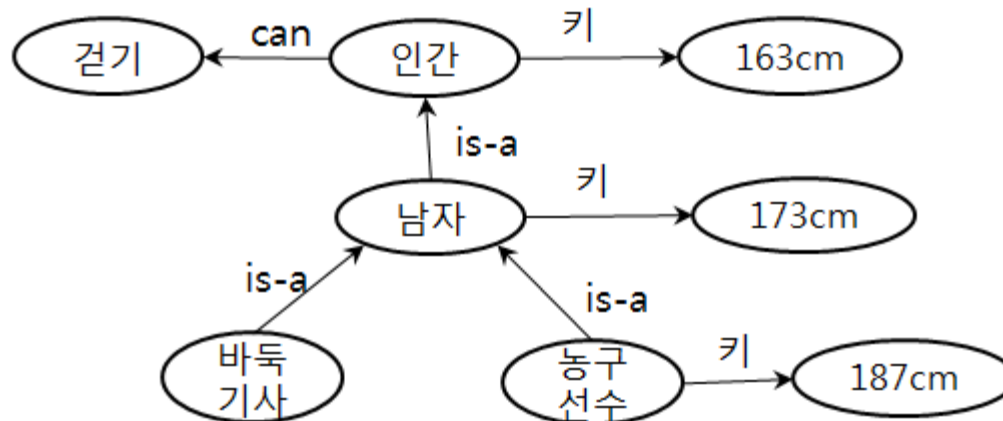 걷기
can
인간
키
163cm
is-a
남자
키
173cm
is-a
is-a
바둑
기사
농구
선수
키
187cm